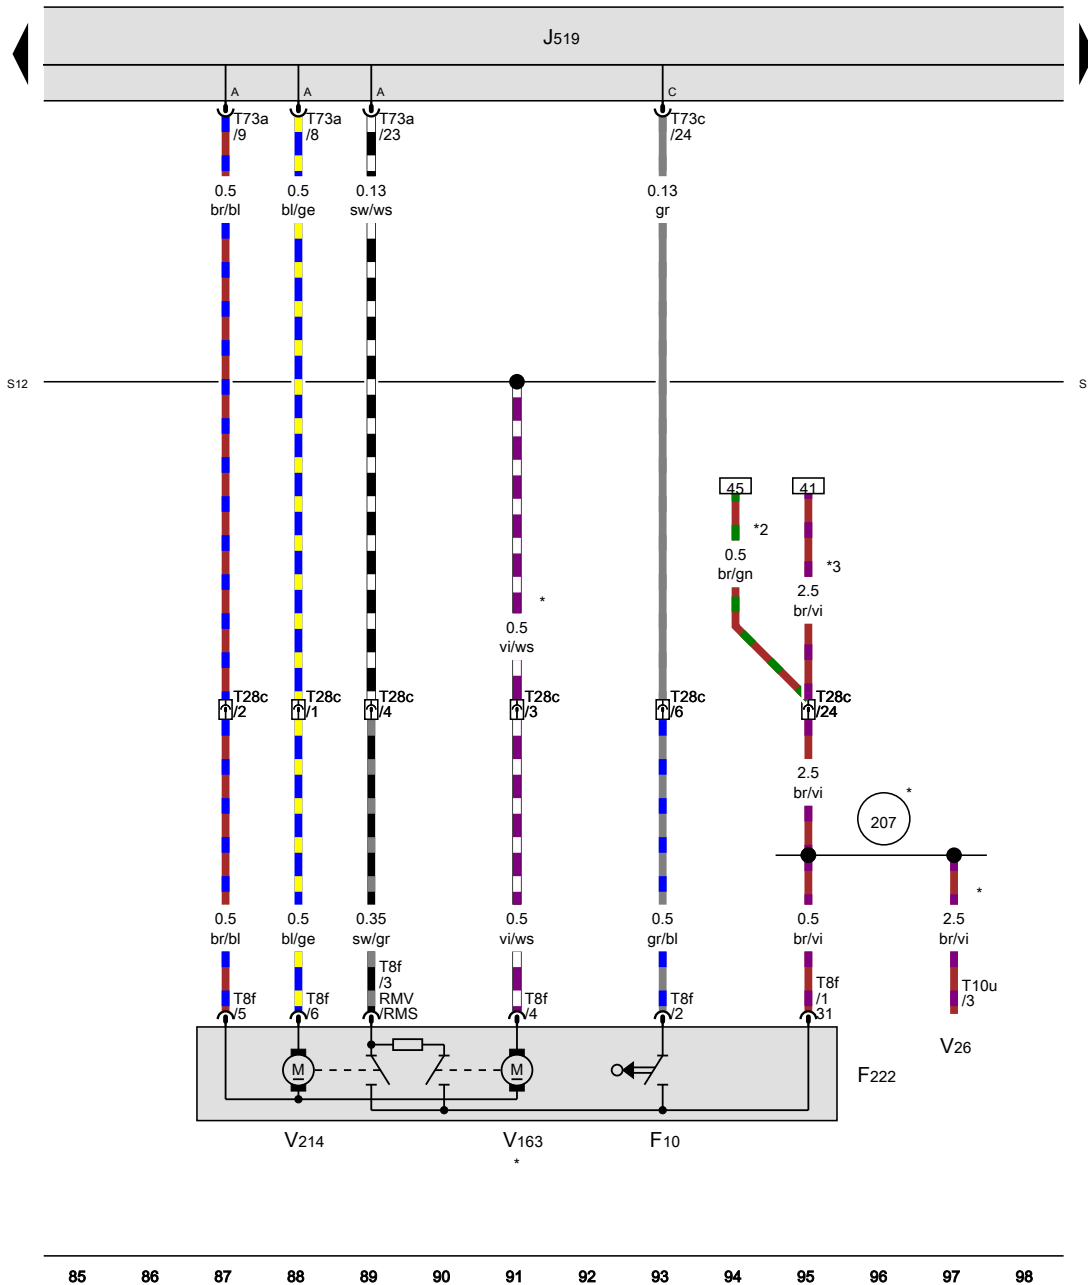 J519
A
A
A
C
T73a
/9
T73a
/8
T73a
/23
T73c
/24
0.5
br/bl
0.5
bl/ge
0.13
sw/ws
0.13
gr
S12
S
45
41
*2
0.5
br/gn
*3
2.5
br/vi
*
0.5
vi/ws
T28c
/2
T28c
/1
T28c
/4
T28c
/3
T28c
/6
T28c
/24
2.5
br/vi
*
207
*
0.5
br/bl
0.5
bl/ge
0.35
sw/gr
0.5
vi/ws
0.5
gr/bl
0.5
br/vi
2.5
br/vi
T8f
/5
T8f
/6
T8f
/3
RMV
/RMS
T8f
/4
T8f
/2
T8f
/1
31
T10u
/3
V26
M
M
F222
V214
V163
*
F10
85 86 87 88 89 90 91 92 93 94 95 96 97 98